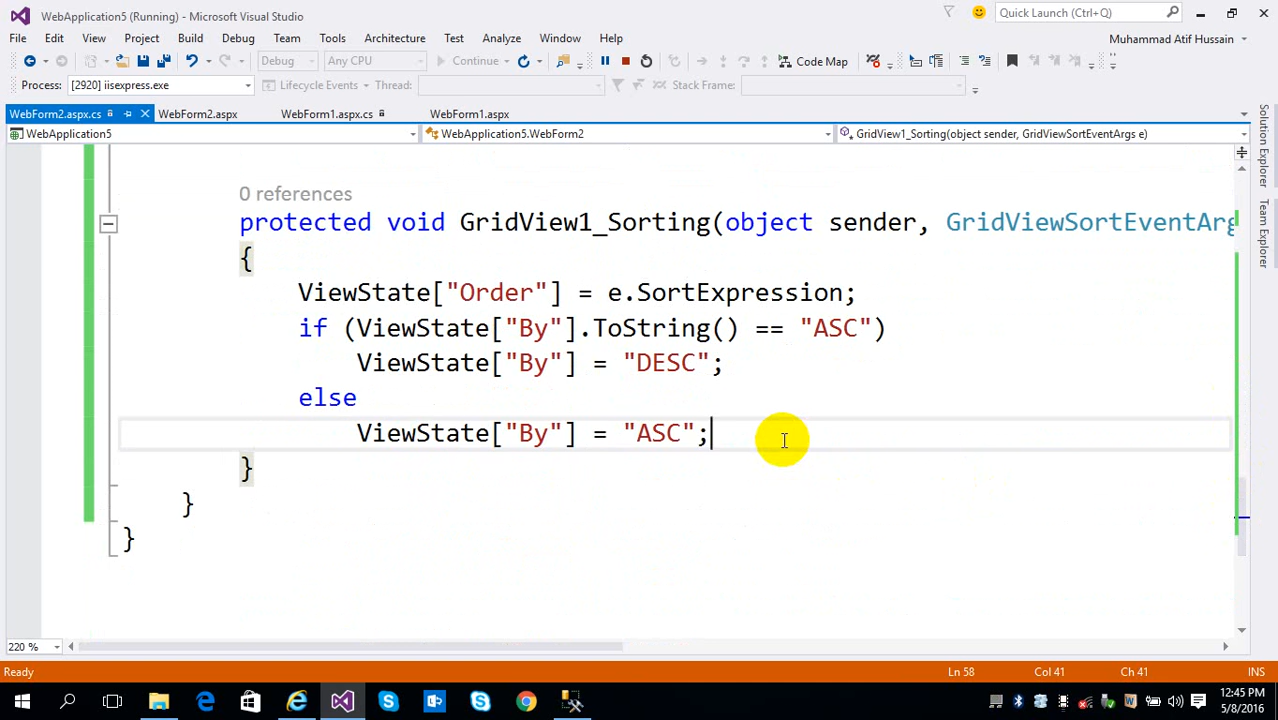 WebApplication5 (Running) - Microsoft Visual Studio
Quick Launch (Ctrl+Q)
File Edit View Project Build Debug Team Tools Architecture Test Analyze Window Help
Muhammad Atif Hussain
Debug Any CPU Continue Code Map
Process: [2920] iisexpress.exe Lifecycle Events Thread: Stack Frame:
WebForm2.aspx.cs WebForm2.aspx WebForm1.aspx.cs WebForm1.aspx
WebApplication5 WebApplication5.WebForm2 GridView1_Sorting(object sender, GridViewSortEventArgs e)
Solution Explorer
Team Explorer
0 references
protected void GridView1_Sorting(object sender, GridViewSortEventArg
{
ViewState["Order"] = e.SortExpression;
if (ViewState["By"].ToString() == "ASC")
ViewState["By"] = "DESC";
else
ViewState["By"] = "ASC";
}
}
}
220 %
Ready Ln 58 Col 41 Ch 41 INS
12:45 PM
5/8/2016